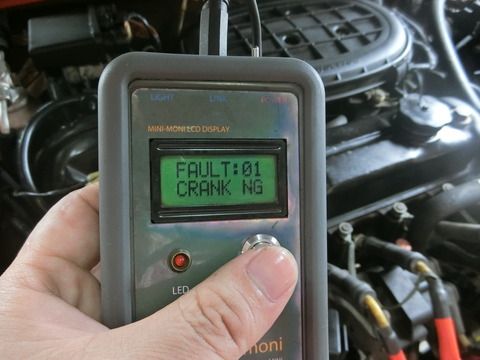 LIGHT LINK POWER
MINI-MONI LCD DISPLAY
FAULT:01
CRANK NG
LED
moni